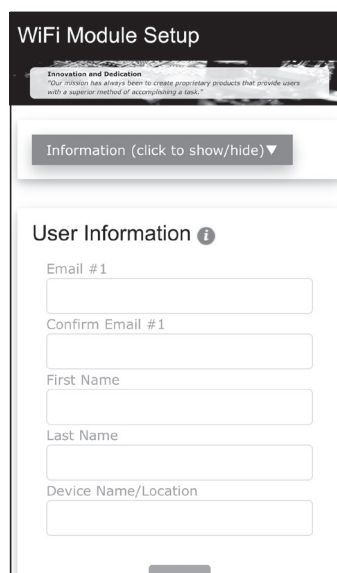 WiFi Module Setup
Innovation and Dedication
"Our mission has always been to create proprietary products that provide users
with a superior method of accomplishing a task."
Information (click to show/hide)▼
User Information i
Email #1
Confirm Email #1
First Name
Last Name
Device Name/Location